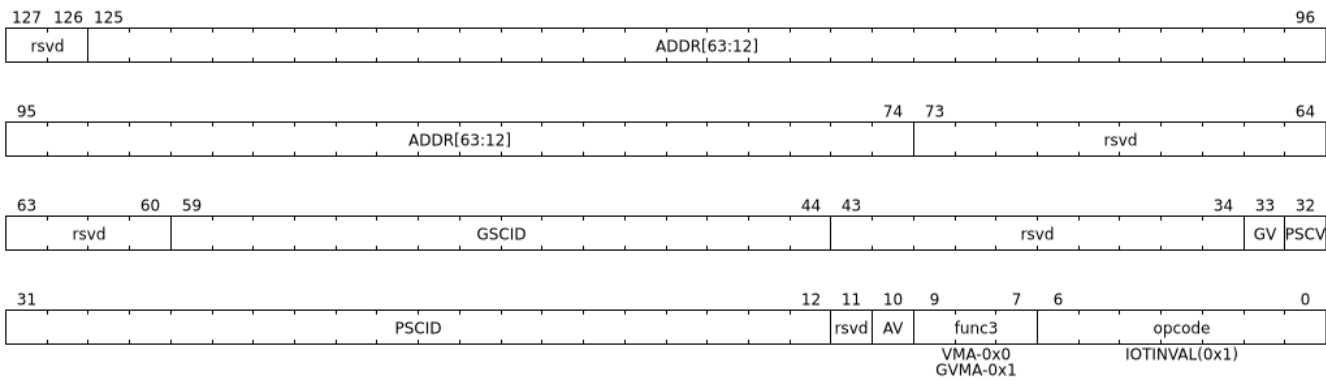 127 126 125 96
rsvd ADDR[63:12]
95 74 73 64
ADDR[63:12] rsvd
63 60 59 44 43 34 33 32
rsvd GSCID rsvd GV PSCV
31 12 11 10 9 7 6 0
PSCID rsvd AV func3 opcode
VMA-0x0 IOTINVAL(0x1)
GVMA-0x1